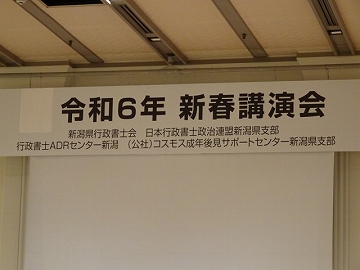 令和6年 新春講演会
新潟県行政書士会 日本行政書士政治連盟新潟県支部
行政書士ADRセンター新潟 (公社)コスモス成年後見サポートセンター新潟県支部